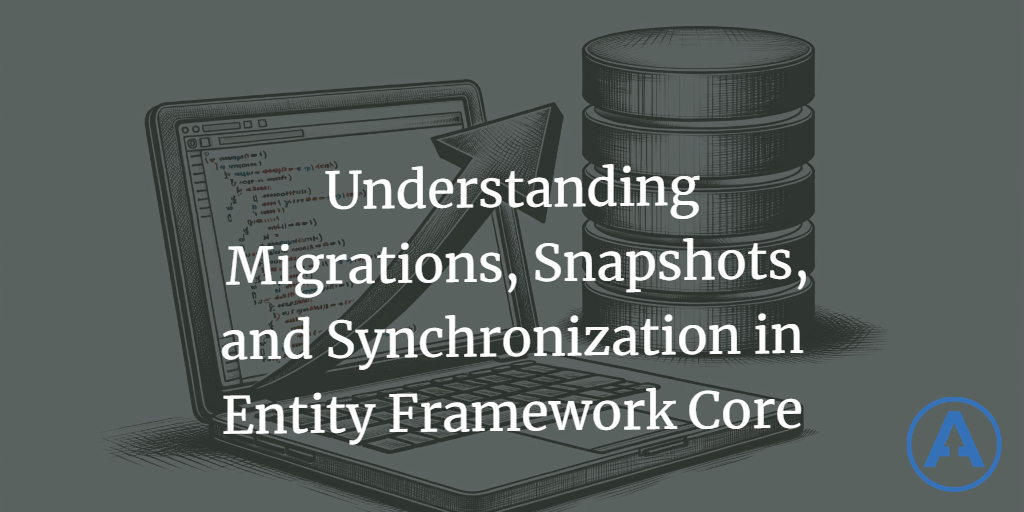 Understanding
Migrations, Snapshots,
and Synchronization in
Entity Framework Core
A